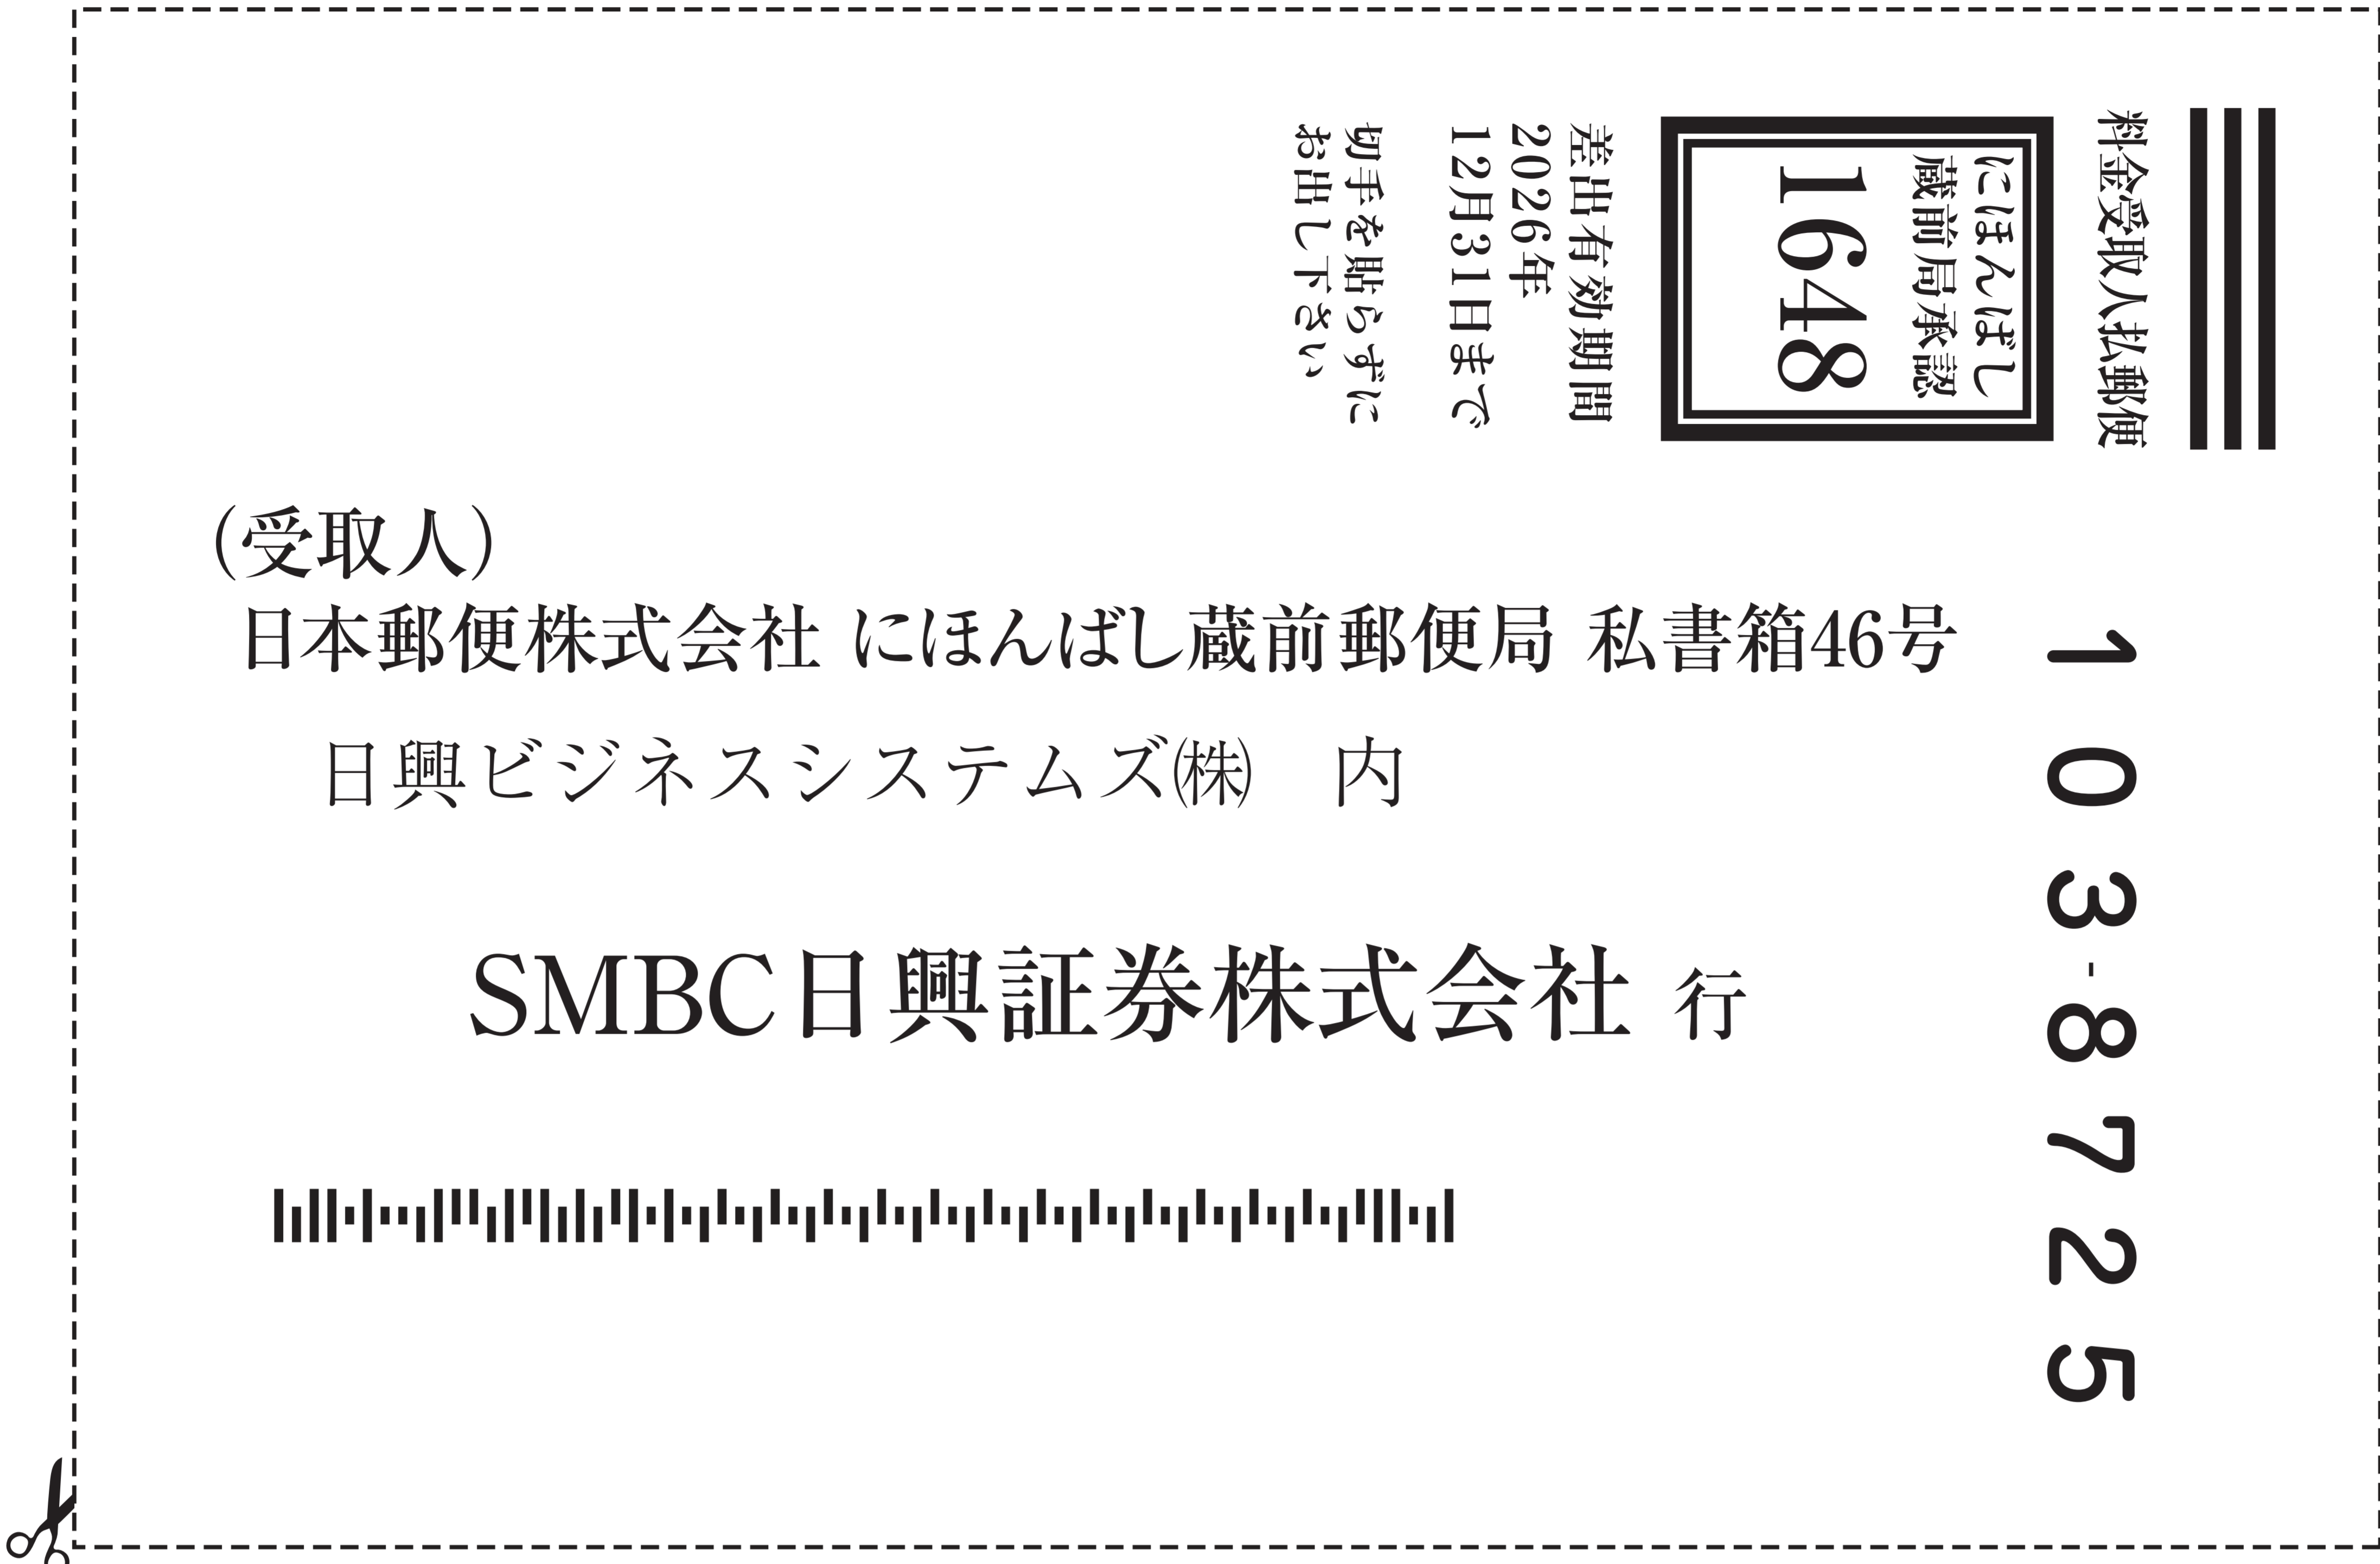 料金受取人払郵便
にほんばし
蔵前局承認
1648
差出有効期間
2026年
12月31日まで
切手を貼らずに
お出し下さい
103-8725
(受取人)
日本郵便株式会社 にほんばし蔵前郵便局 私書箱46号
日興ビジネスシステムズ㈱　内
SMBC日興証券株式会社 行